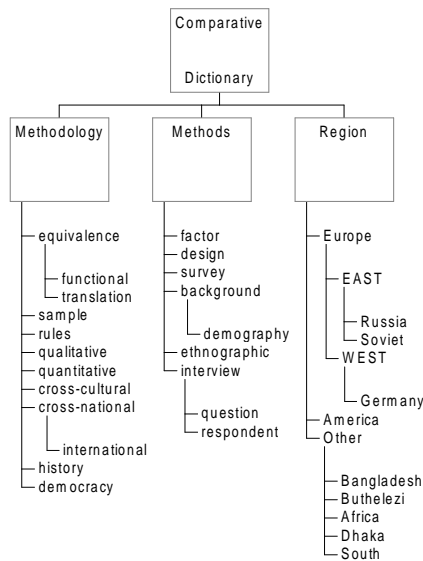 Comparative
Dictionary
Methodology
equivalence
functional
translation
sample
rules
qualitative
quantitative
cross-cultural
cross-national
international
history
democracy
Methods
factor
design
survey
background
demography
ethnographic
interview
question
respondent
Region
Europe
EAST
Russia
Soviet
WEST
Germany
America
Other
Bangladesh
Buthelezi
Africa
Dhaka
South